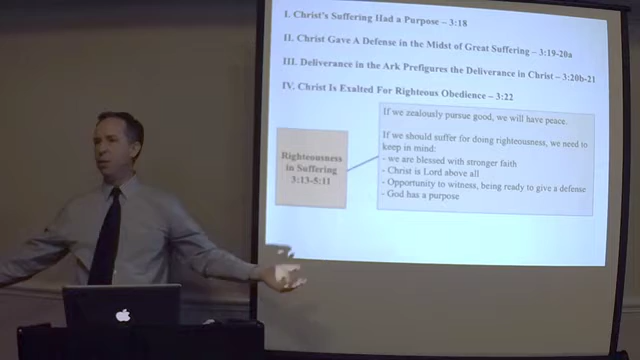 I. Christ's Suffering Had a Purpose – 3:18
II. Christ Gave A Defense in the Midst of Great Suffering – 3:19-20a
III. Deliverance in the Ark Prefigures the Deliverance in Christ – 3:20b-21
IV. Christ Is Exalted For Righteous Obedience – 3:22
If we zealously pursue good, we will have peace.
If we should suffer for doing righteousness, we need to
keep in mind:
- we are blessed with stronger faith
- Christ is Lord above all
- Opportunity to witness, being ready to give a defense
- God has a purpose
Righteousness
in Suffering
3:13-5:11